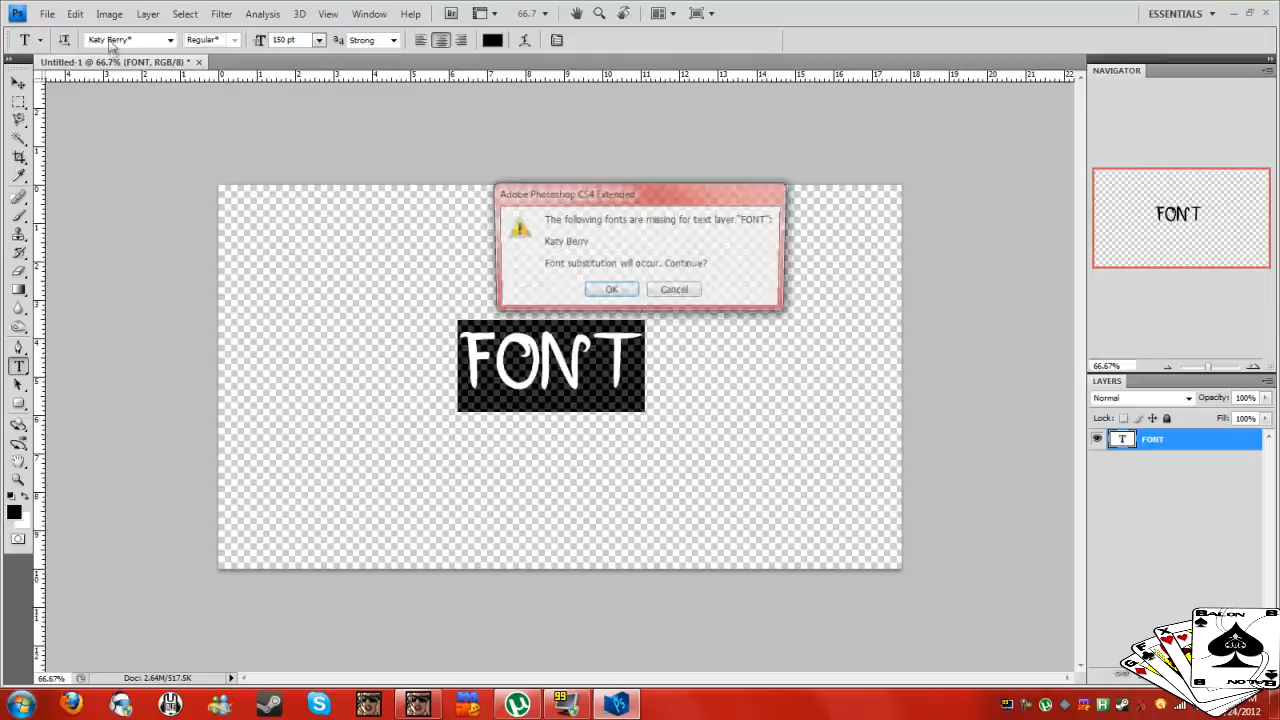 File Edit Image Layer Select Filter Analysis 3D View Window Help Br 66.7 ESSENTIALS
Katy Berry* Regular* 150 pt Strong
Untitled-1 @ 66.7% (FONT, RGB/8) *
NAVIGATOR
Adobe Photoshop CS4 Extended
The following fonts are missing for text layer "FONT":
Katy Berry
Font substitution will occur. Continue?
OK Cancel
FONT
FONT
66.67%
LAYERS
Normal Opacity: 100%
Lock: Fill: 100%
T FONT
66.67% Doc: 2.64M/517.5K